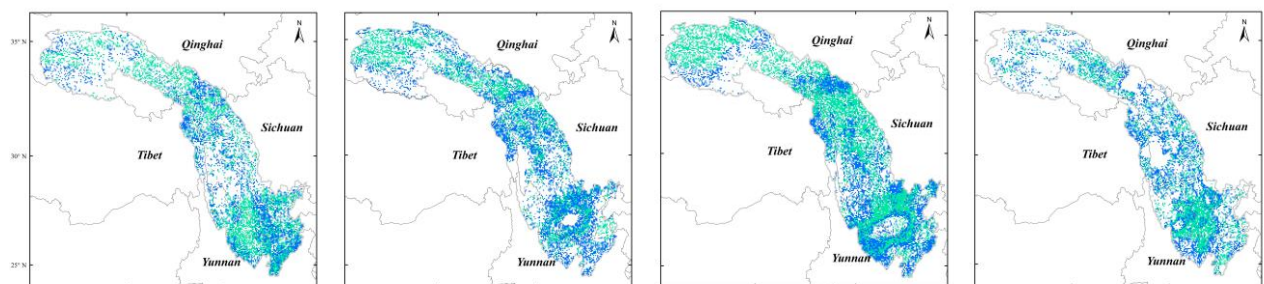 N
35° N
Qinghai
Sichuan
30° N
Tibet
Yunnan
25° N
N
Qinghai
Sichuan
Tibet
Yunnan
N
Qinghai
Sichuan
Tibet
Yunnan
N
Qinghai
Sichuan
Tibet
Yunnan